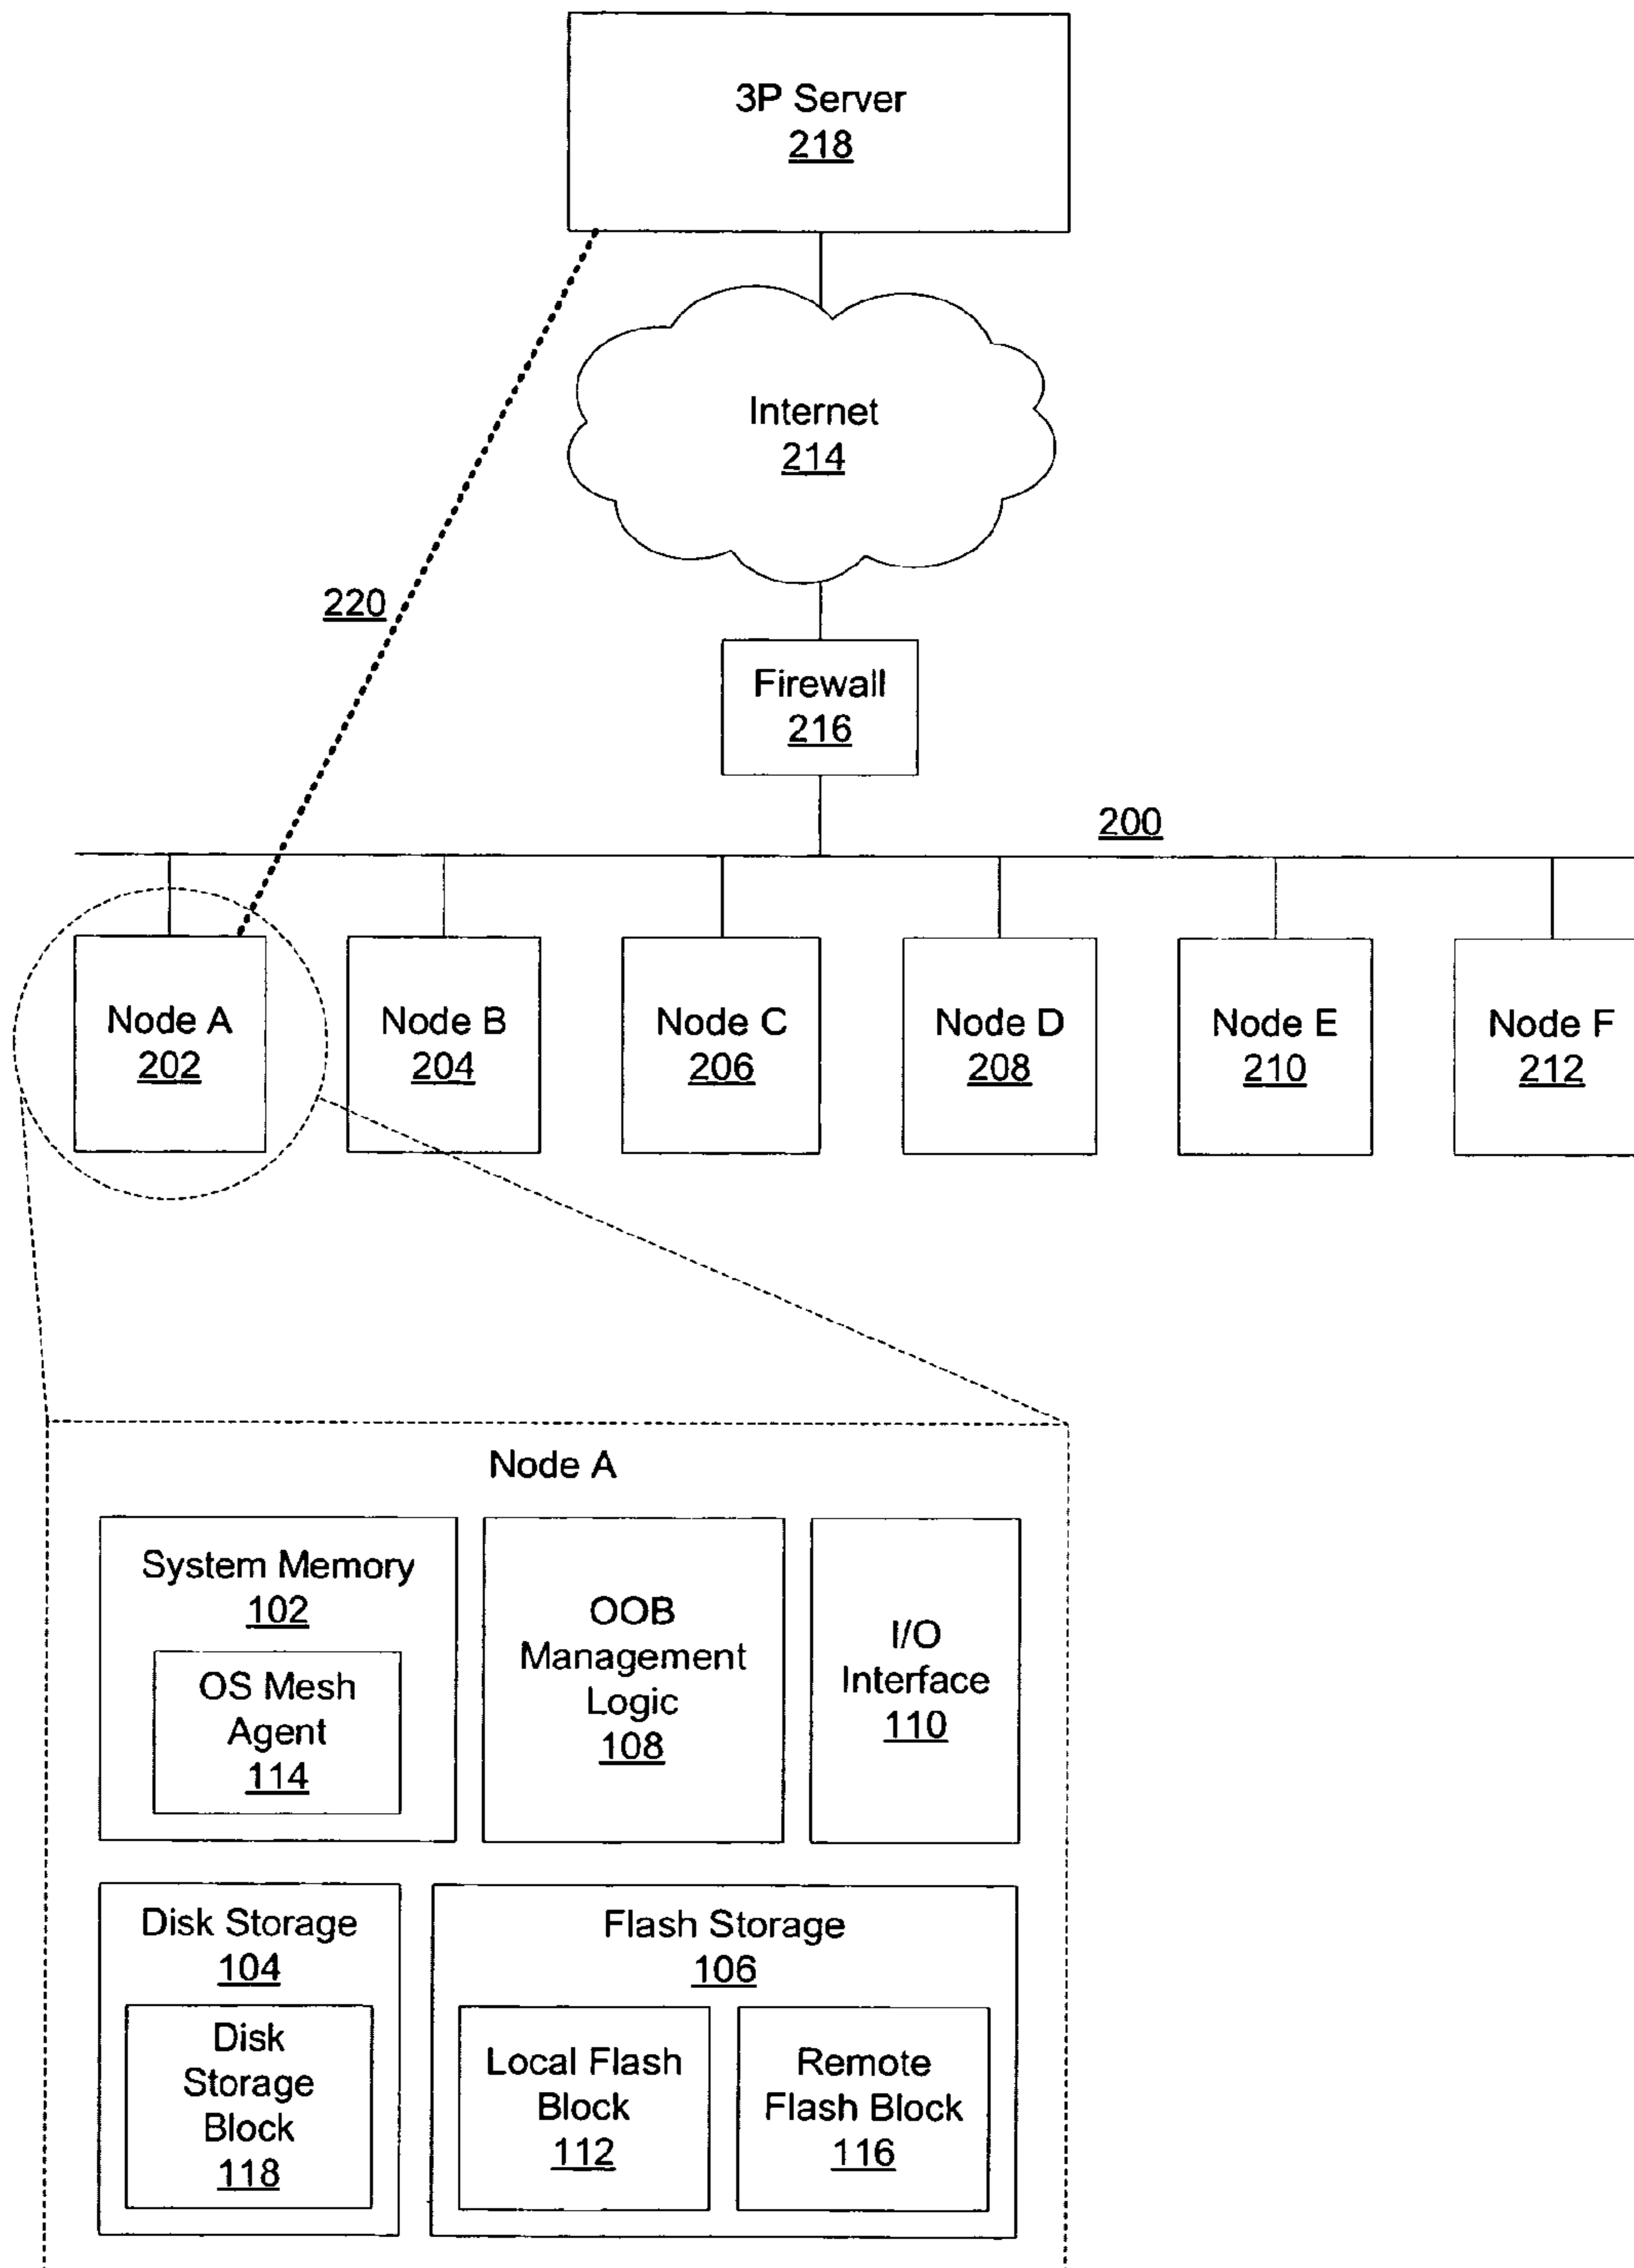 3P Server
218
Internet
214
220
Firewall
216
200
Node A
202
Node B
204
Node C
206
Node D
208
Node E
210
Node F
212
Node A
System Memory
102
OS Mesh
Agent
114
OOB
Management
Logic
108
I/O
Interface
110
Disk Storage
104
Disk
Storage
Block
118
Flash Storage
106
Local Flash
Block
112
Remote
Flash Block
116